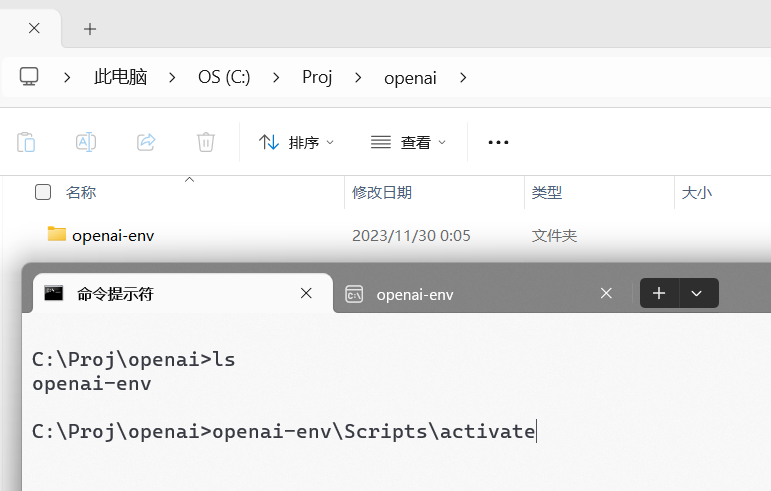 此电脑 > OS (C:) > Proj > openai >
排序 查看 •••
名称 修改日期 类型 大小
openai-env 2023/11/30 0:05 文件夹
命令提示符 openai-env
C:\Proj\openai>ls
openai-env
C:\Proj\openai>openai-env\Scripts\activate